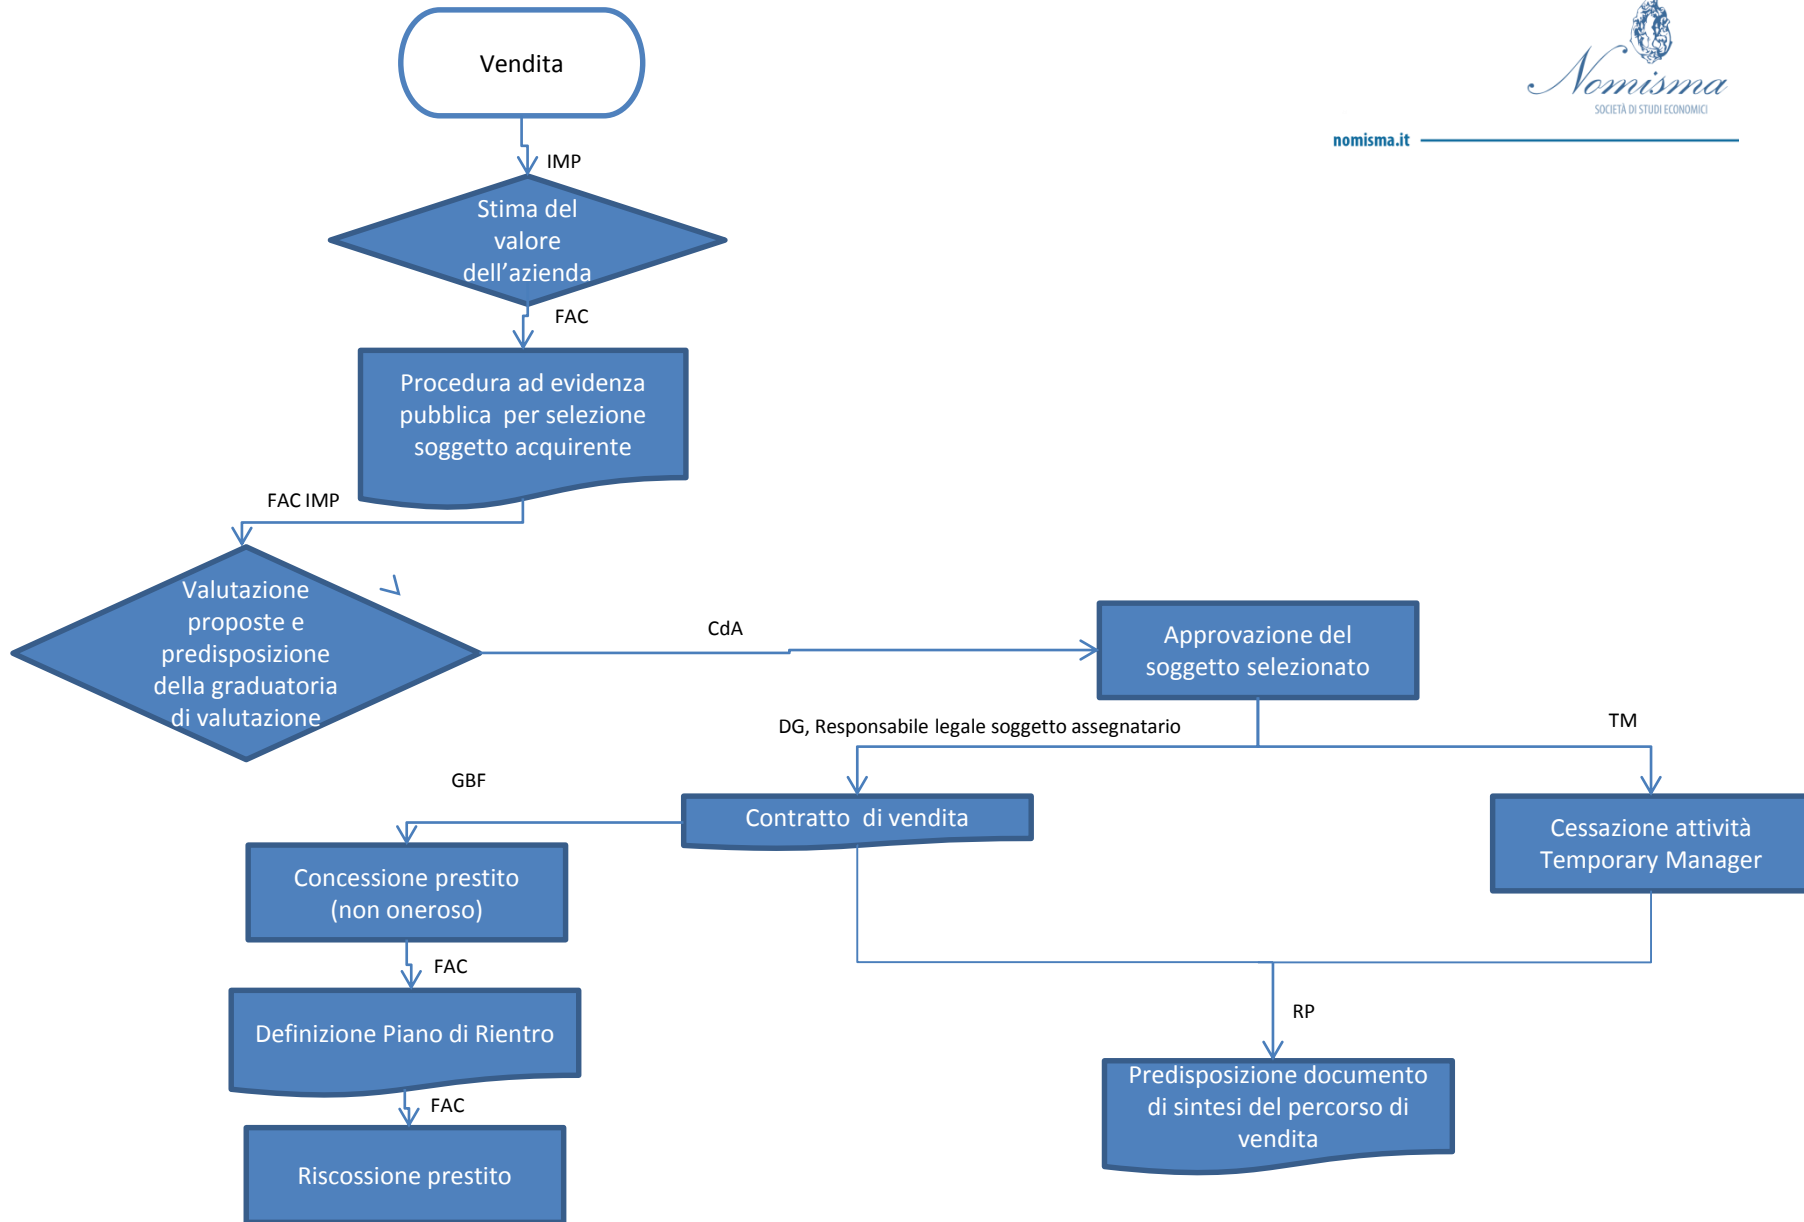 Vendita
Nomisma
SOCIETÀ DI STUDI ECONOMICI
nomisma.it
IMP
Stima del
valore
dell’azienda
FAC
Procedura ad evidenza
pubblica per selezione
soggetto acquirente
FAC IMP
Valutazione
proposte e
predisposizione
della graduatoria
di valutazione
CdA
Approvazione del
soggetto selezionato
DG, Responsabile legale soggetto assegnatario
TM
GBF
Contratto di vendita
Cessazione attività
Temporary Manager
Concessione prestito
(non oneroso)
FAC
Definizione Piano di Rientro
RP
Predisposizione documento
di sintesi del percorso di
vendita
FAC
Riscossione prestito